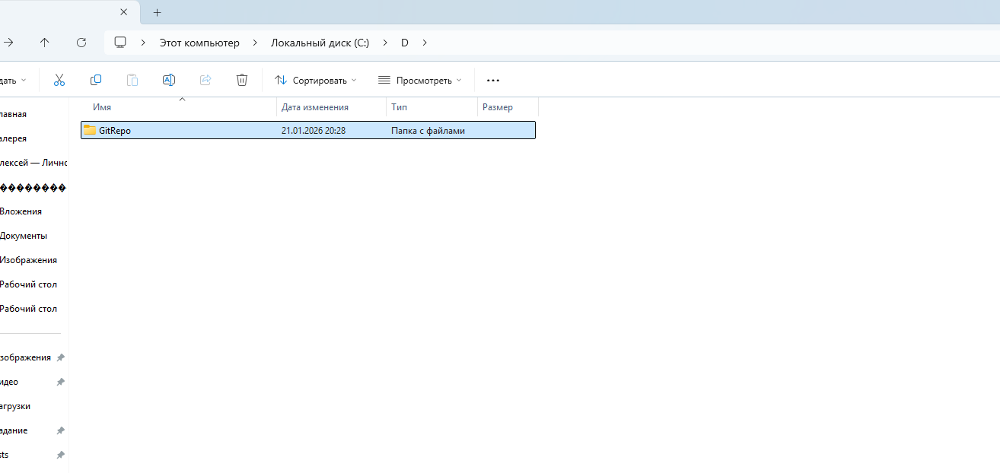 Этот компьютер > Локальный диск (C:) > D >
дать Сортировать Просмотреть ...
Имя Дата изменения Тип Размер
GitRepo 21.01.2026 20:28 Папка с файлами
лавная
алерея
лексей — Личнс
��������
Вложения
Документы
Изображения
Рабочий стол
Рабочий стол
зображения
идео
агрузки
адание
sts